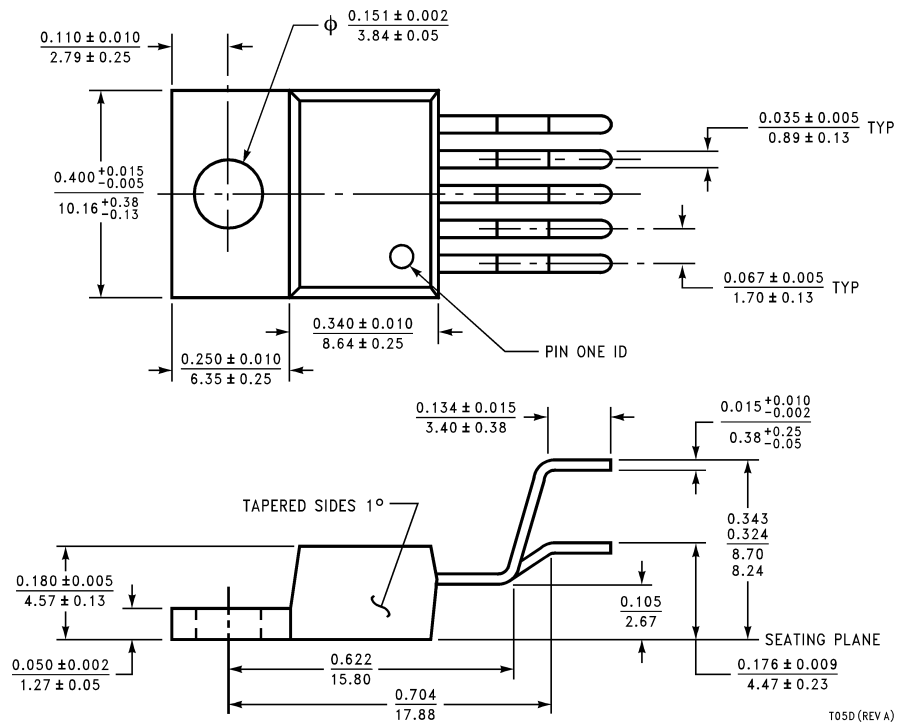 ϕ 0.151 ± 0.002
3.84 ± 0.05
0.110 ± 0.010
2.79 ± 0.25
0.035 ± 0.005
0.89 ± 0.13 TYP
0.400 +0.015 -0.005
10.16 +0.38 -0.13
0.067 ± 0.005
1.70 ± 0.13 TYP
0.340 ± 0.010
8.64 ± 0.25
PIN ONE ID
0.250 ± 0.010
6.35 ± 0.25
0.134 ± 0.015
3.40 ± 0.38
0.015 +0.010 -0.002
0.38 +0.25 -0.05
TAPERED SIDES 1°
0.343
0.324
8.70
8.24
0.180 ± 0.005
4.57 ± 0.13
0.105
2.67
SEATING PLANE
0.050 ± 0.002
1.27 ± 0.05
0.622
15.80
0.176 ± 0.009
4.47 ± 0.23
0.704
17.88
T05D (REV A)